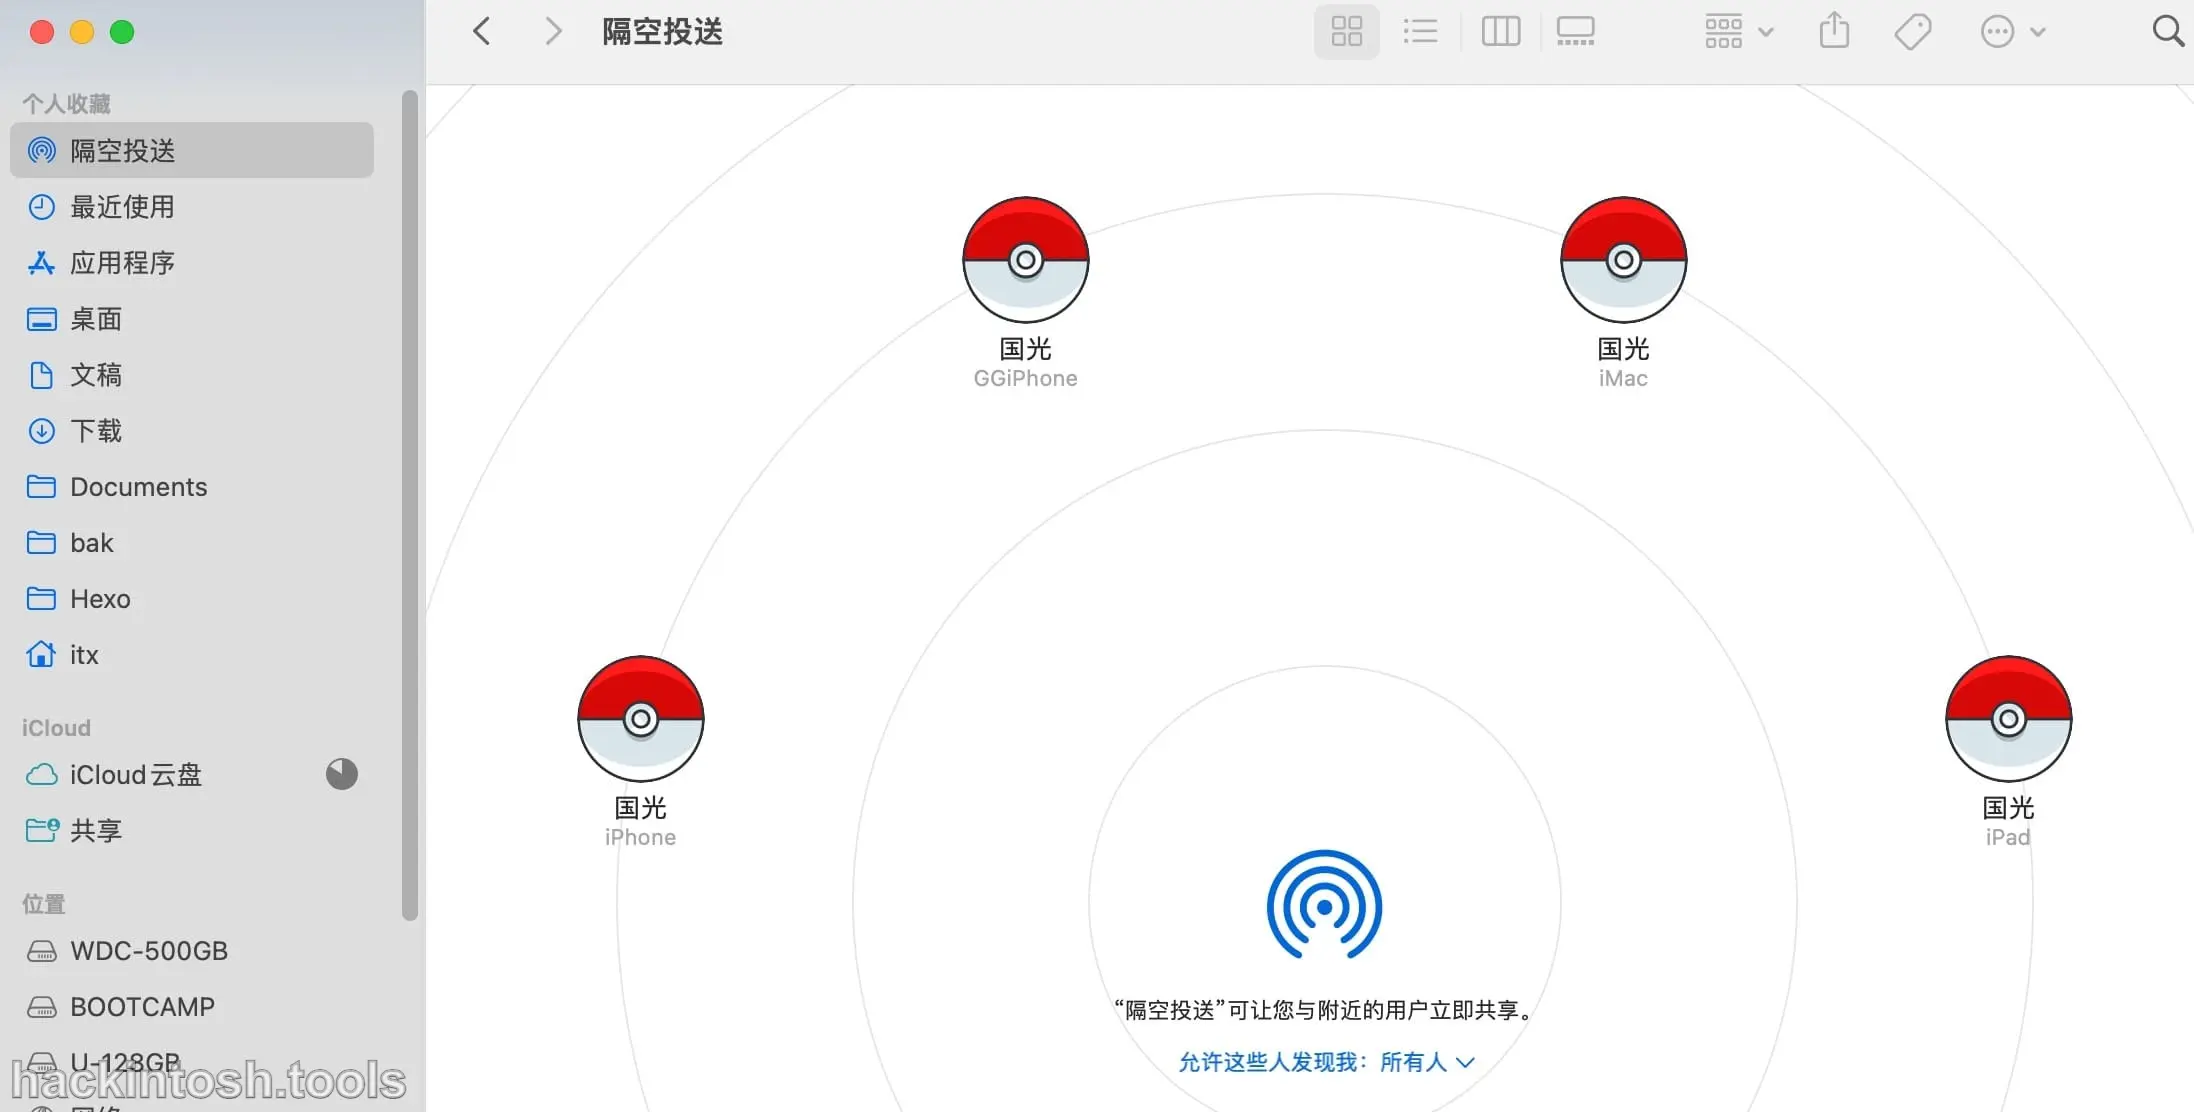 隔空投送
个人收藏
隔空投送
最近使用
应用程序
桌面
文稿
下载
Documents
bak
Hexo
itx
iCloud
iCloud云盘
共享
位置
WDC-500GB
BOOTCAMP
U-128GB
网络
hackintosh.tools
国光
GGiPhone
国光
iMac
国光
iPhone
国光
iPad
“隔空投送”可让您与附近的用户立即共享。
允许这些人发现我：所有人